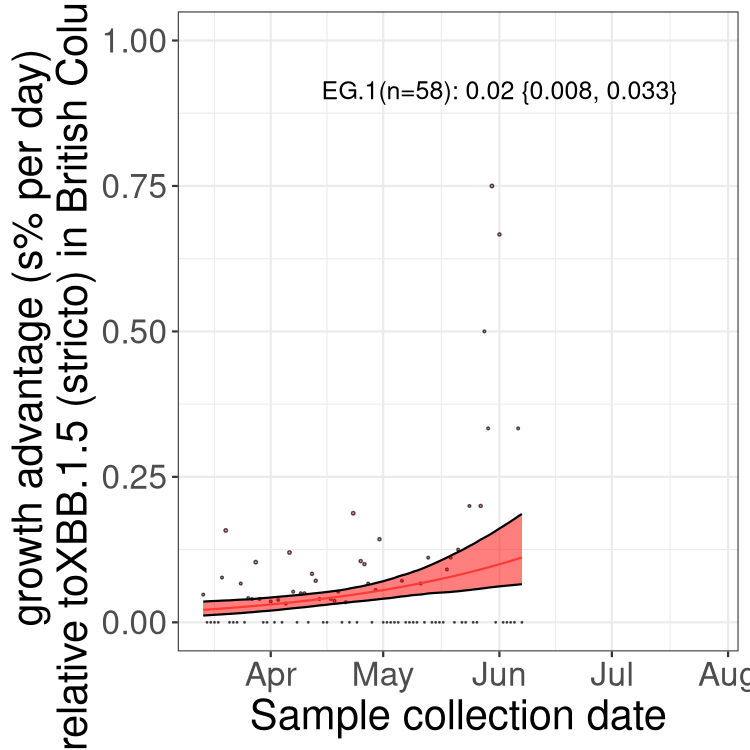 growth advantage (s% per day)
relative toXBB.1.5 (stricto) in British Colu
1.00
0.75
0.50
0.25
0.00
EG.1(n=58): 0.02 {0.008, 0.033}
Apr May Jun Jul Aug
Sample collection date